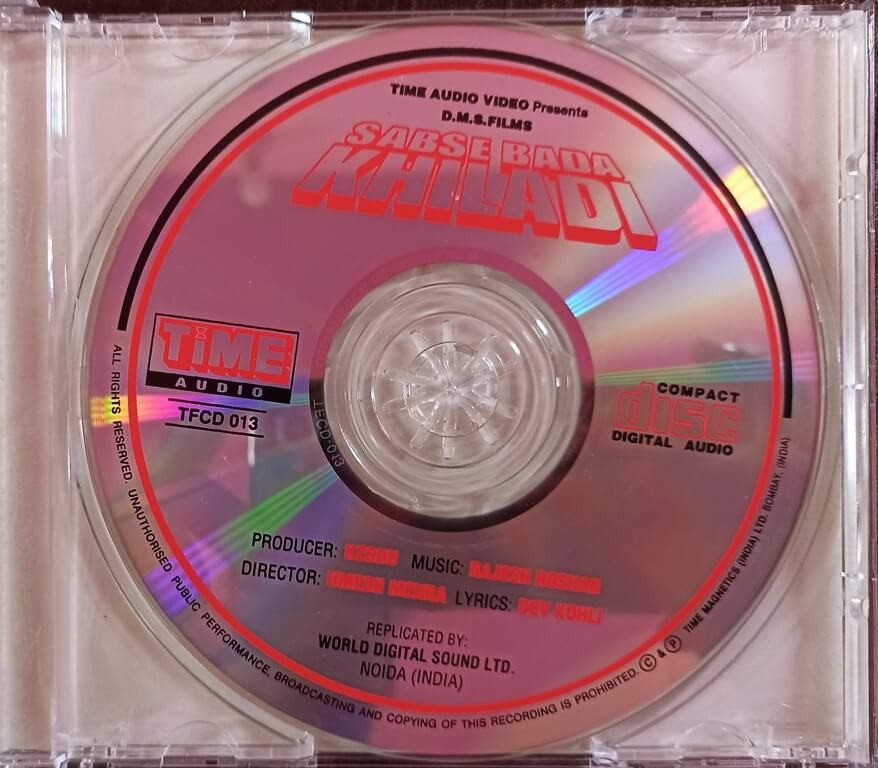 TIME AUDIO VIDEO Presents
D.M.S.FILMS
SABSE BADA
KHILADI
TiME
AUDIO
TFCD 013
COMPACT
disc
DIGITAL AUDIO
TFCD-013
PRODUCER: KESHU MUSIC: RAJESH ROSHAN
DIRECTOR: UMESH MEHRA LYRICS: DEV KOHLI
REPLICATED BY:
WORLD DIGITAL SOUND LTD.
NOIDA (INDIA)
ALL RIGHTS RESERVED. UNAUTHORISED PUBLIC PERFORMANCE, BROADCASTING AND COPYING OF THIS RECORDING IS PROHIBITED. © & ℗ TIME MAGNETICS (INDIA) LTD. BOMBAY. (INDIA)